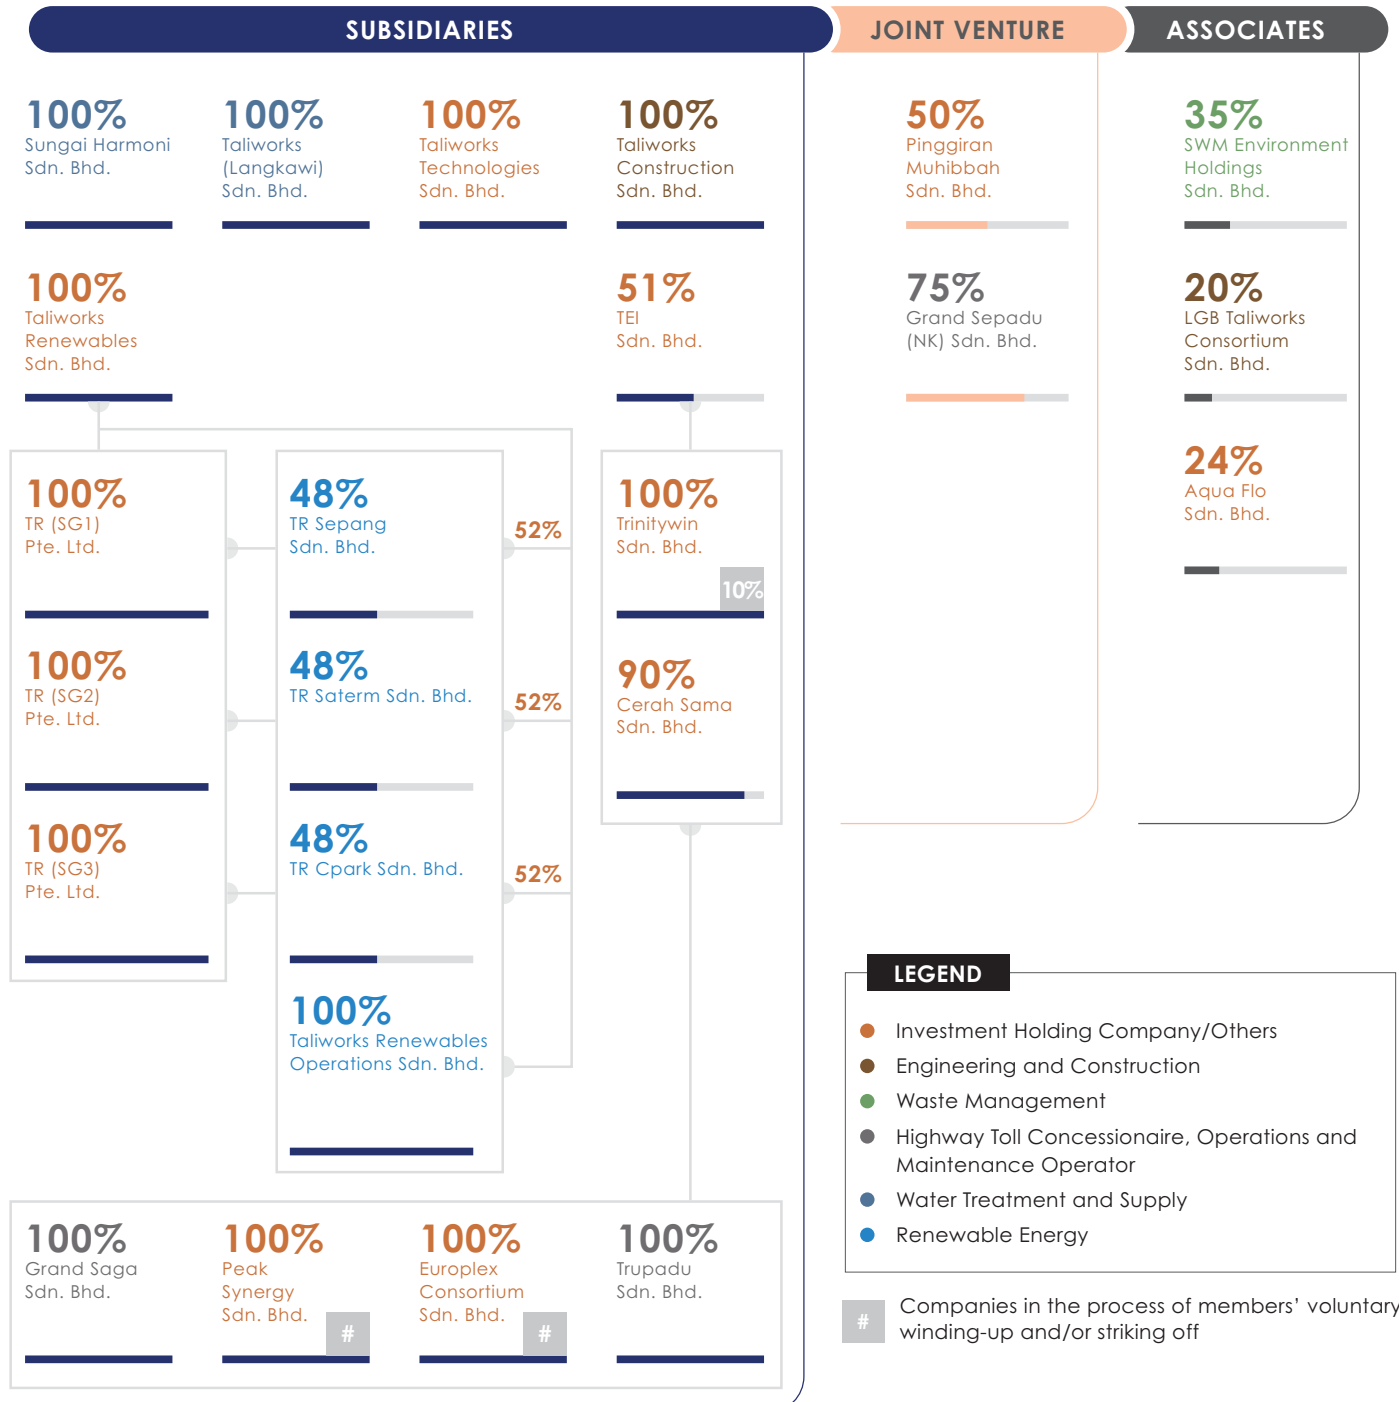 SUBSIDIARIES
JOINT VENTURE
ASSOCIATES
100%
Sungai Harmoni
Sdn. Bhd.
100%
Taliworks
(Langkawi)
Sdn. Bhd.
100%
Taliworks
Technologies
Sdn. Bhd.
100%
Taliworks
Construction
Sdn. Bhd.
100%
Taliworks
Renewables
Sdn. Bhd.
51%
TEI
Sdn. Bhd.
100%
TR (SG1)
Pte. Ltd.
100%
TR (SG2)
Pte. Ltd.
100%
TR (SG3)
Pte. Ltd.
48%
TR Sepang
Sdn. Bhd.
52%
48%
TR Saterm Sdn. Bhd.
52%
48%
TR Cpark Sdn. Bhd.
52%
100%
Taliworks Renewables
Operations Sdn. Bhd.
100%
Trinitywin
Sdn. Bhd.
10%
90%
Cerah Sama
Sdn. Bhd.
100%
Grand Saga
Sdn. Bhd.
100%
Peak
Synergy
Sdn. Bhd.
#
100%
Europlex
Consortium
Sdn. Bhd.
#
100%
Trupadu
Sdn. Bhd.
50%
Pinggiran
Muhibbah
Sdn. Bhd.
75%
Grand Sepadu
(NK) Sdn. Bhd.
35%
SWM Environment
Holdings
Sdn. Bhd.
20%
LGB Taliworks
Consortium
Sdn. Bhd.
24%
Aqua Flo
Sdn. Bhd.
LEGEND
Investment Holding Company/Others
Engineering and Construction
Waste Management
Highway Toll Concessionaire, Operations and
Maintenance Operator
Water Treatment and Supply
Renewable Energy
#
Companies in the process of members' voluntary
winding-up and/or striking off